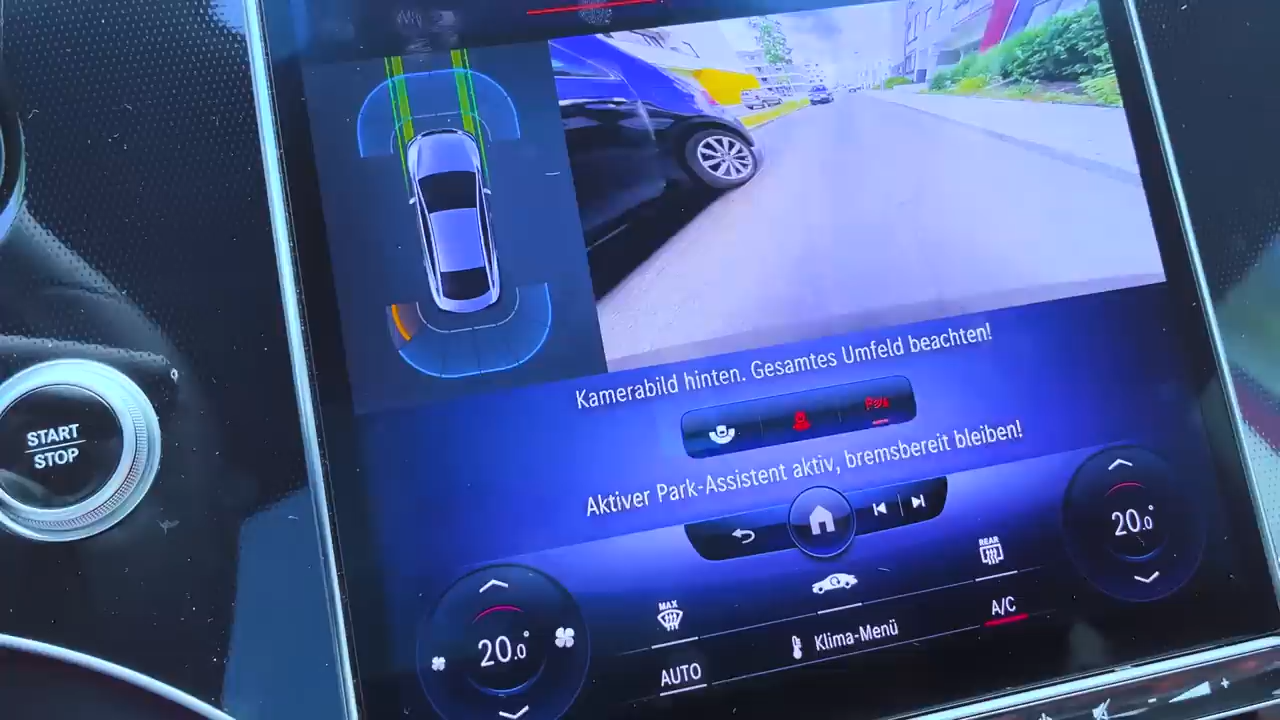 START
STOP
Kamerabild hinten. Gesamtes Umfeld beachten!
Aktiver Park-Assistent aktiv, bremsbereit bleiben!
20.0°
20.0°
MAX
REAR
AUTO
Klima-Menü
A/C